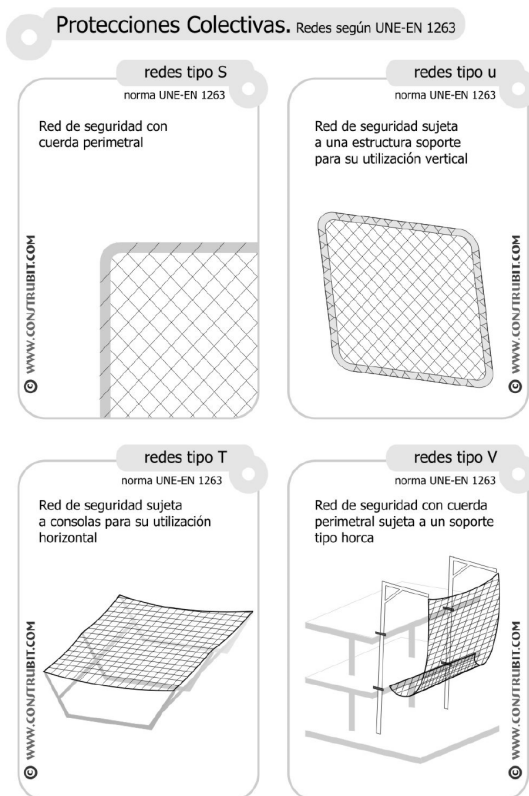 Protecciones Colectivas. Redes según UNE-EN 1263
redes tipo S
norma UNE-EN 1263
Red de seguridad con
cuerda perimetral
© WWW.CONSTRUBIT.COM
redes tipo u
norma UNE-EN 1263
Red de seguridad sujeta
a una estructura soporte
para su utilización vertical
© WWW.CONSTRUBIT.COM
redes tipo T
norma UNE-EN 1263
Red de seguridad sujeta
a consolas para su utilización
horizontal
© WWW.CONSTRUBIT.COM
redes tipo V
norma UNE-EN 1263
Red de seguridad con cuerda
perimetral sujeta a un soporte
tipo horca
© WWW.CONSTRUBIT.COM